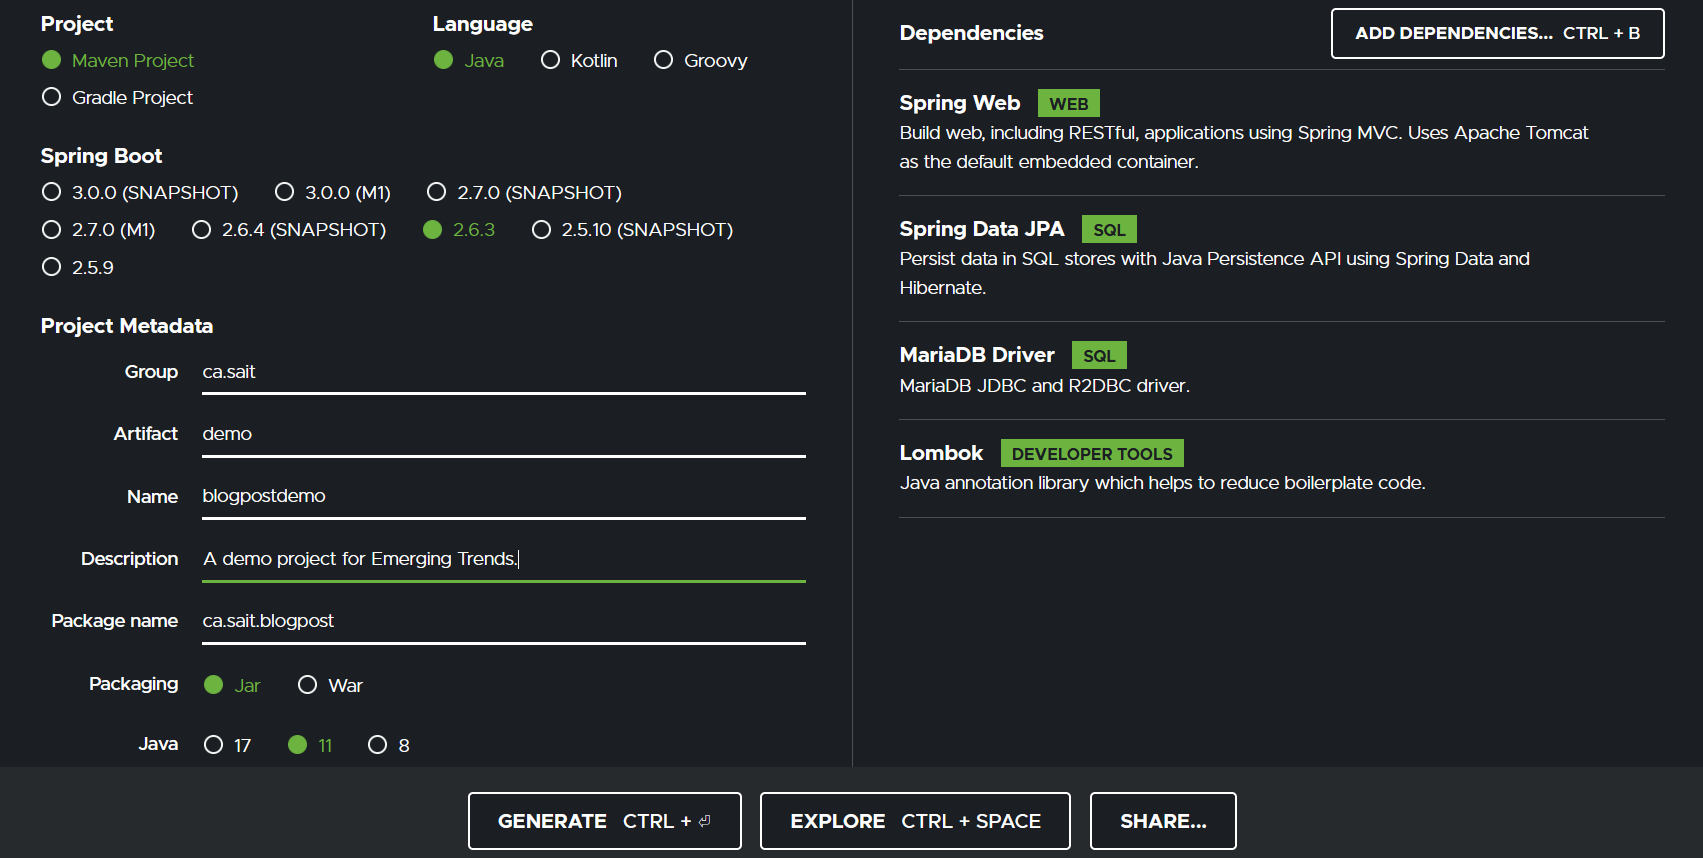 Project
Maven Project
Gradle Project
Language
Java Kotlin Groovy
Spring Boot
3.0.0 (SNAPSHOT) 3.0.0 (M1) 2.7.0 (SNAPSHOT)
2.7.0 (M1) 2.6.4 (SNAPSHOT) 2.6.3 2.5.10 (SNAPSHOT)
2.5.9
Project Metadata
Group ca.sait
Artifact demo
Name blogpostdemo
Description A demo project for Emerging Trends.
Package name ca.sait.blogpost
Packaging Jar War
Java 17 11 8
Dependencies
ADD DEPENDENCIES... CTRL + B
Spring Web WEB
Build web, including RESTful, applications using Spring MVC. Uses Apache Tomcat
as the default embedded container.
Spring Data JPA SQL
Persist data in SQL stores with Java Persistence API using Spring Data and
Hibernate.
MariaDB Driver SQL
MariaDB JDBC and R2DBC driver.
Lombok DEVELOPER TOOLS
Java annotation library which helps to reduce boilerplate code.
GENERATE CTRL + ⏎
EXPLORE CTRL + SPACE
SHARE...